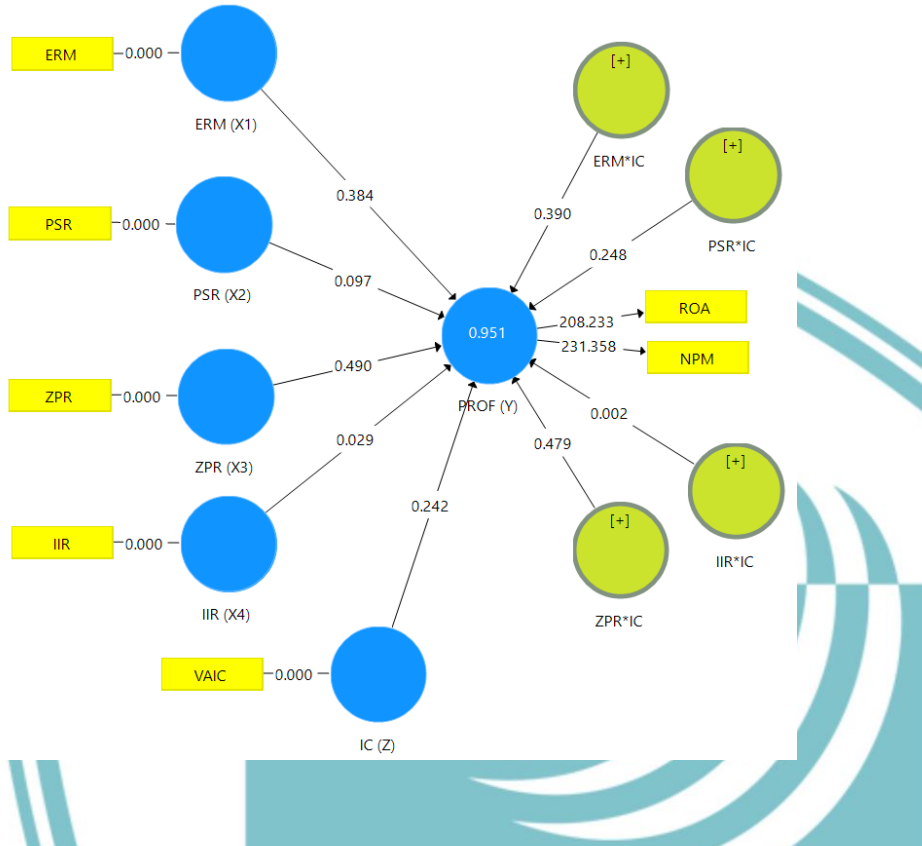 ERM
0.000
ERM (X1)
[+]
ERM*IC
[+]
PSR*IC
0.384
0.390
PSR
0.000
PSR (X2)
0.248
0.097
0.951
208.233
ROA
231.358
NPM
PROF (Y)
ZPR
0.000
0.490
ZPR (X3)
0.002
0.029
0.479
[+]
IIR*IC
0.242
[+]
ZPR*IC
IIR
0.000
IIR (X4)
VAIC
0.000
IC (Z)